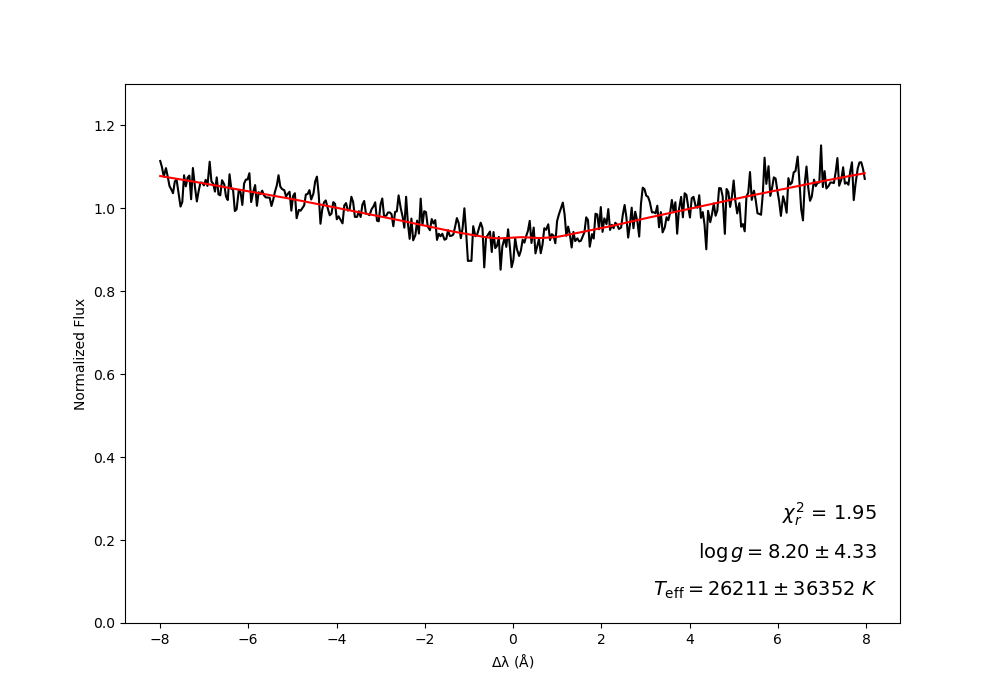 1.2
1.0
0.8
0.6
0.4
0.2
0.0
Normalized Flux
χ²ᵣ = 1.95
log g = 8.20 ± 4.33
T_eff = 26211 ± 36352 K
−8 −6 −4 −2 0 2 4 6 8
Δλ (Å)